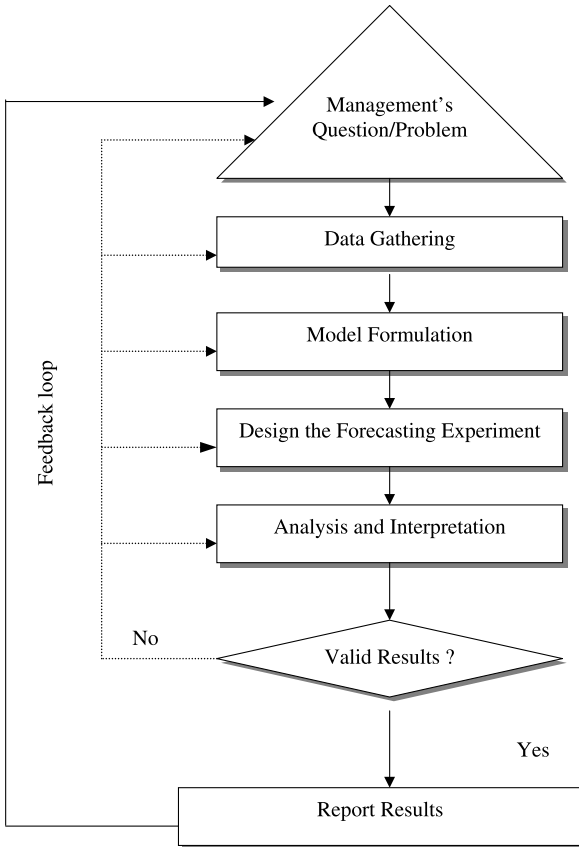 Management’s
Question/Problem
Data Gathering
Model Formulation
Feedback loop
Design the Forecasting Experiment
Analysis and Interpretation
No
Valid Results ?
Yes
Report Results